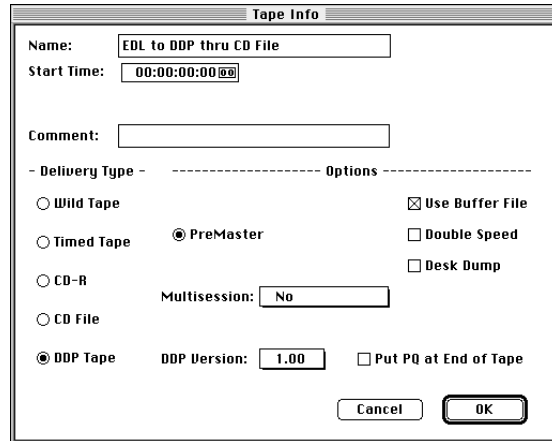 Tape Info
Name: EDL to DDP thru CD File
Start Time: 00:00:00:00 00
Comment:
- Delivery Type - ------------------ Options ------------------
Wild Tape
Use Buffer File
Timed Tape
PreMaster
Double Speed
Desk Dump
CD-R
Multisession: No
CD File
DDP Tape
DDP Version: 1.00
Put PQ at End of Tape
Cancel
OK